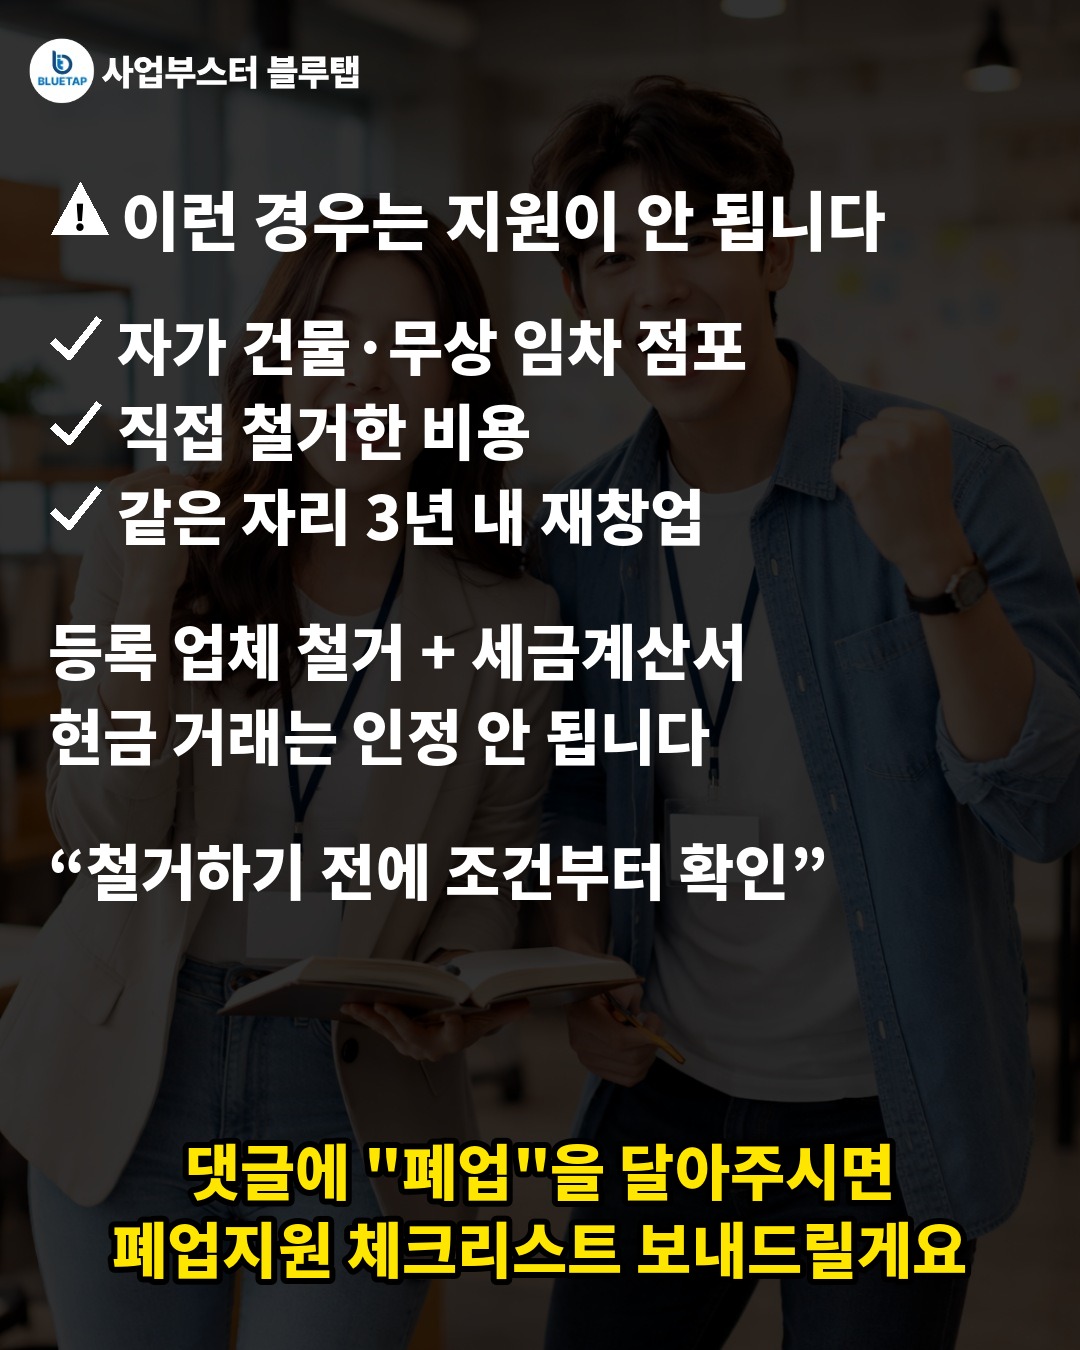 BLUETAP 사업부스터 블루탭
⚠ 이런 경우는 지원이 안 됩니다
✓ 자가 건물·무상 임차 점포
✓ 직접 철거한 비용
✓ 같은 자리 3년 내 재창업
등록 업체 철거 + 세금계산서
현금 거래는 인정 안 됩니다
“철거하기 전에 조건부터 확인”
댓글에 "폐업"을 달아주시면
폐업지원 체크리스트 보내드릴게요